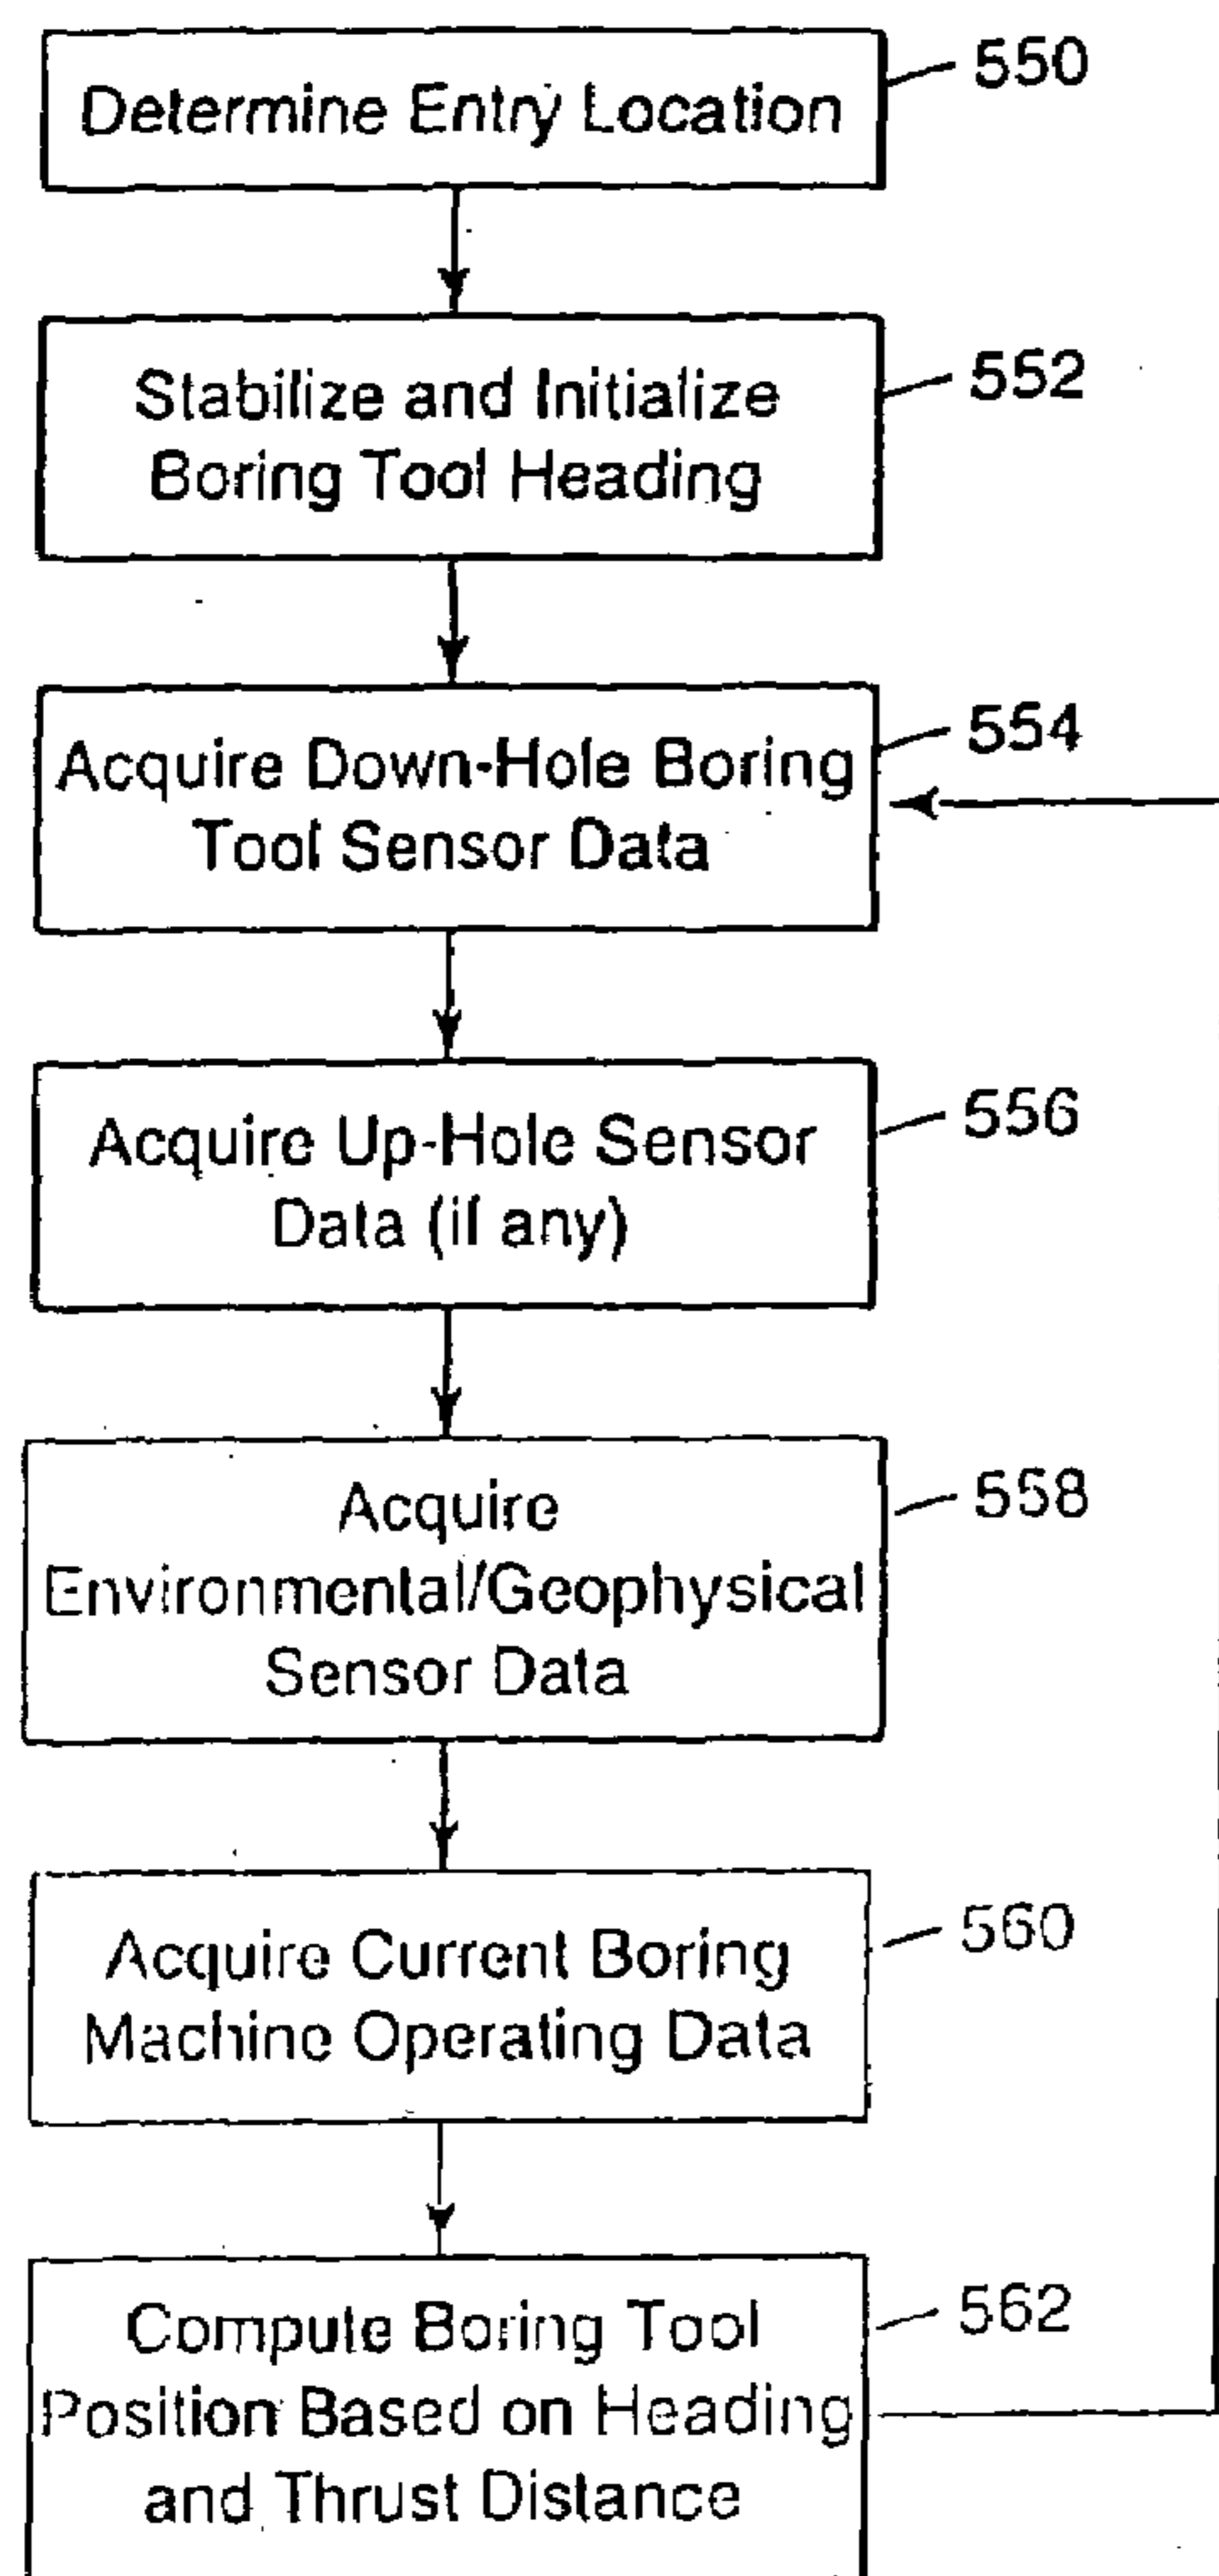 Determine Entry Location
550
Stabilize and Initialize
Boring Tool Heading
552
Acquire Down-Hole Boring
Tool Sensor Data
554
Acquire Up-Hole Sensor
Data (if any)
556
Acquire
Environmental/Geophysical
Sensor Data
558
Acquire Current Boring
Machine Operating Data
560
Compute Boring Tool
Position Based on Heading
and Thrust Distance
562